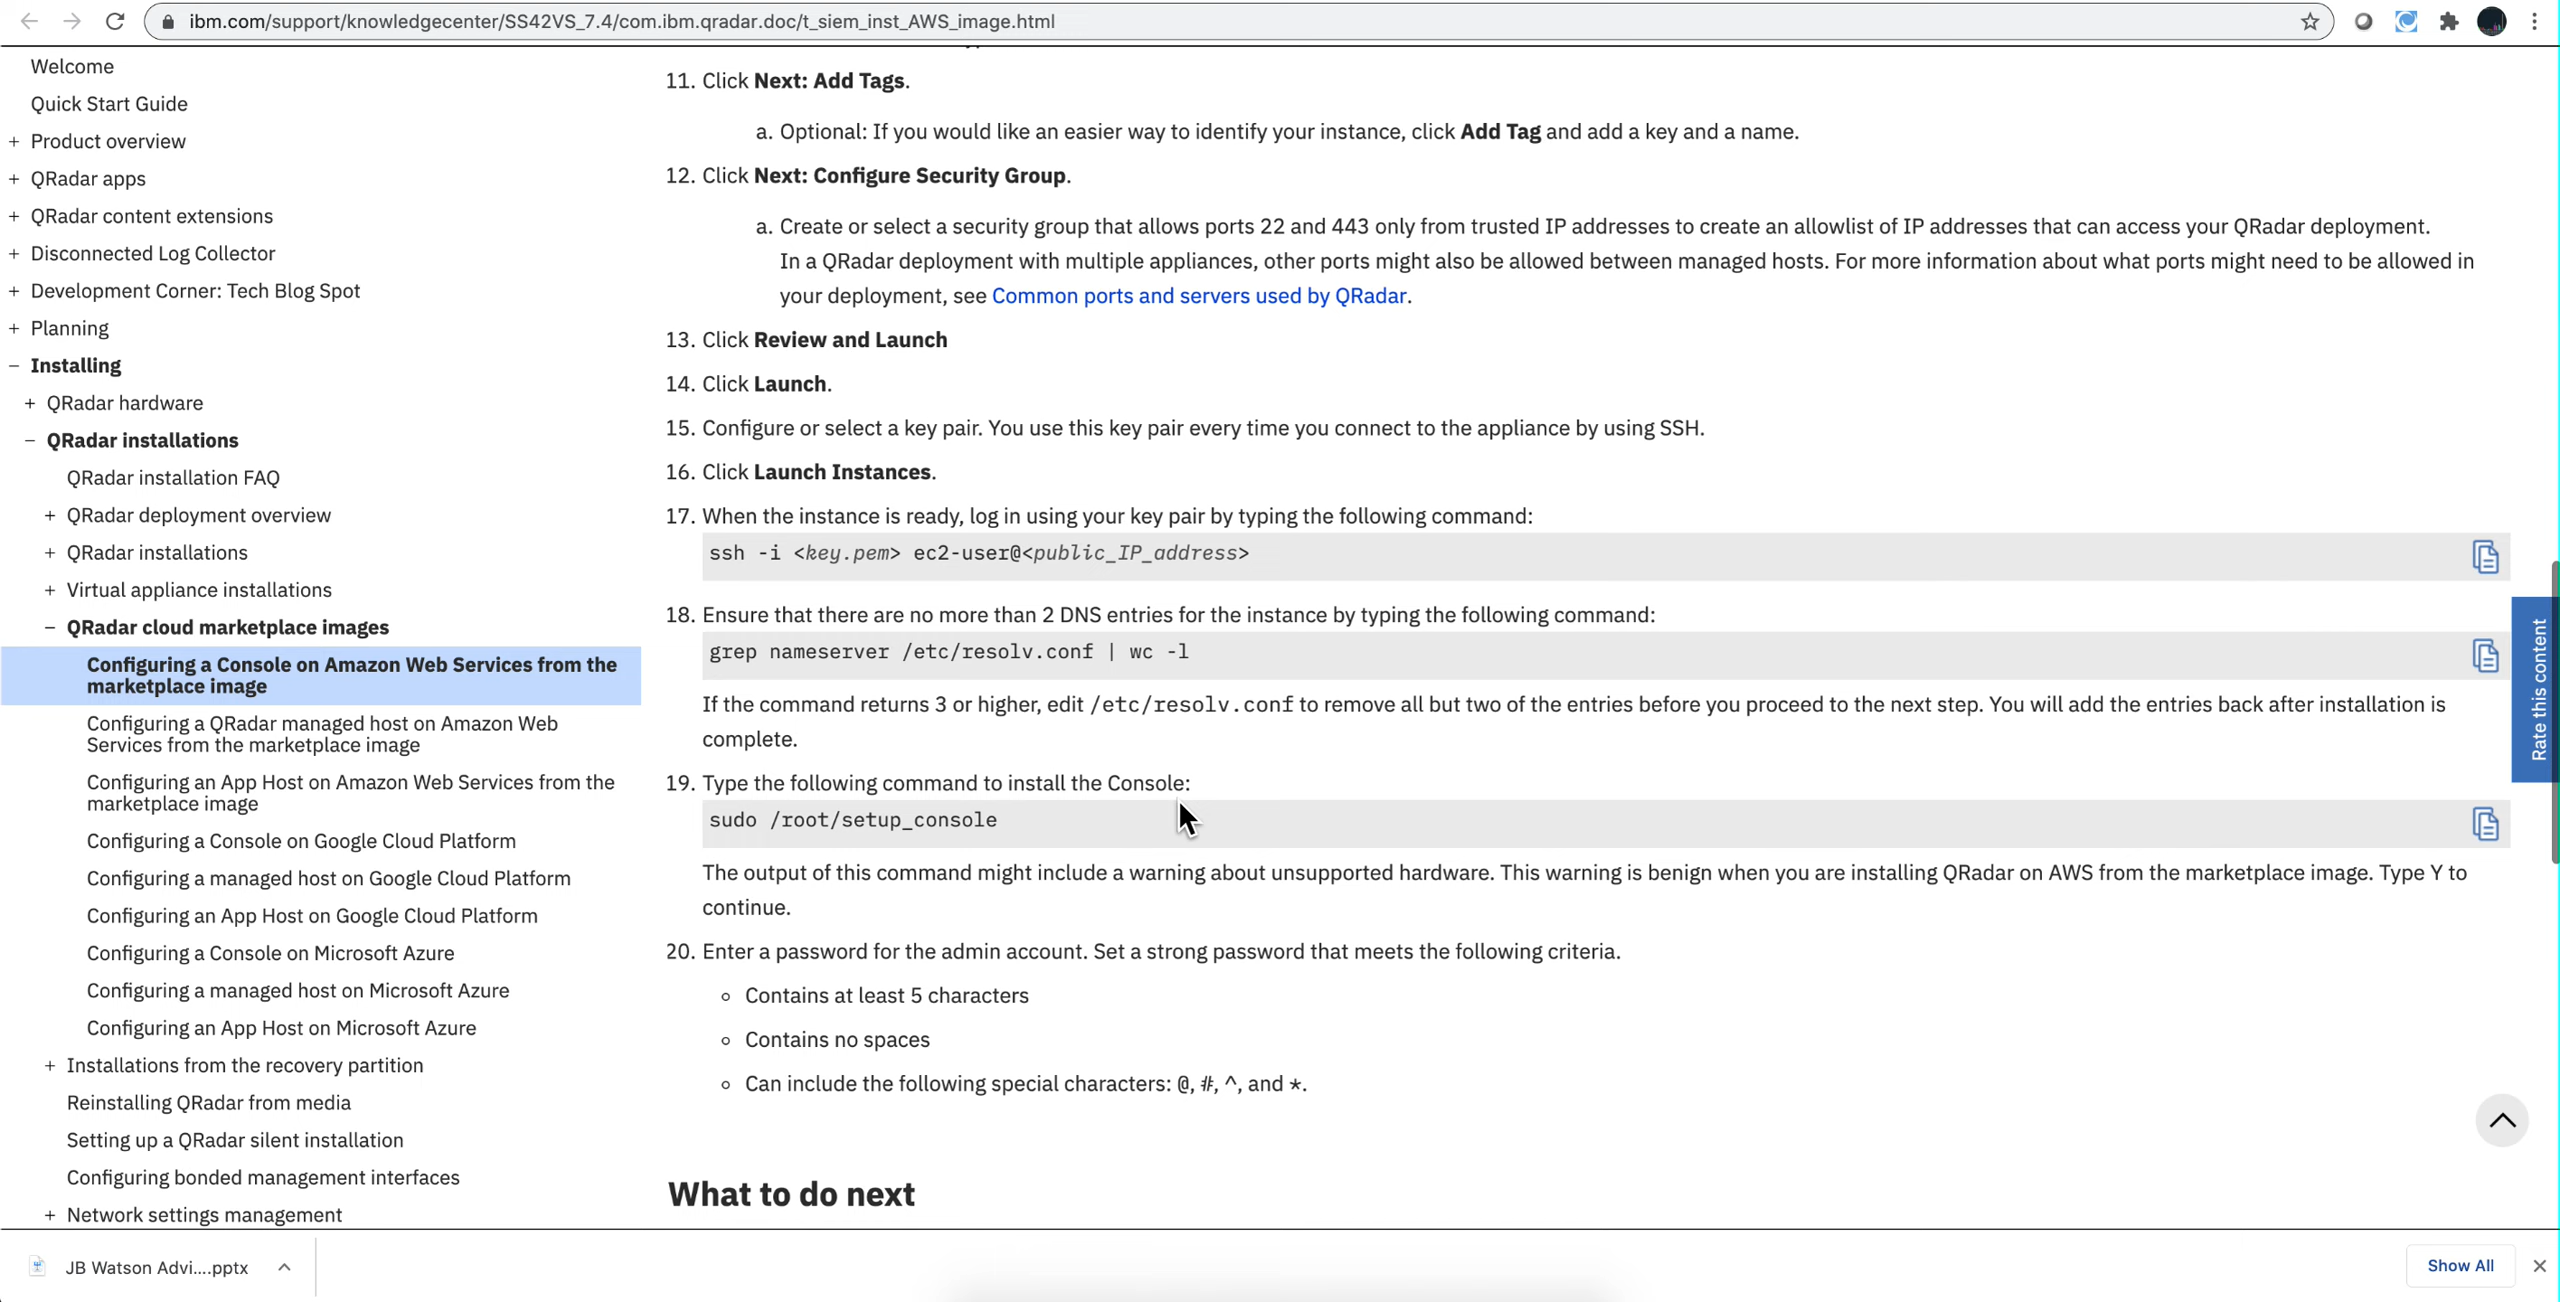 ibm.com/support/knowledgecenter/SS42VS_7.4/com.ibm.qradar.doc/t_siem_inst_AWS_image.html
Welcome
Quick Start Guide
+ Product overview
+ QRadar apps
+ QRadar content extensions
+ Disconnected Log Collector
+ Development Corner: Tech Blog Spot
+ Planning
− Installing
+ QRadar hardware
− QRadar installations
QRadar installation FAQ
+ QRadar deployment overview
+ QRadar installations
+ Virtual appliance installations
− QRadar cloud marketplace images
Configuring a Console on Amazon Web Services from the
marketplace image
Configuring a QRadar managed host on Amazon Web
Services from the marketplace image
Configuring an App Host on Amazon Web Services from the
marketplace image
Configuring a Console on Google Cloud Platform
Configuring a managed host on Google Cloud Platform
Configuring an App Host on Google Cloud Platform
Configuring a Console on Microsoft Azure
Configuring a managed host on Microsoft Azure
Configuring an App Host on Microsoft Azure
+ Installations from the recovery partition
Reinstalling QRadar from media
Setting up a QRadar silent installation
Configuring bonded management interfaces
+ Network settings management
11. Click Next: Add Tags.
a. Optional: If you would like an easier way to identify your instance, click Add Tag and add a key and a name.
12. Click Next: Configure Security Group.
a. Create or select a security group that allows ports 22 and 443 only from trusted IP addresses to create an allowlist of IP addresses that can access your QRadar deployment.
In a QRadar deployment with multiple appliances, other ports might also be allowed between managed hosts. For more information about what ports might need to be allowed in
your deployment, see Common ports and servers used by QRadar.
13. Click Review and Launch
14. Click Launch.
15. Configure or select a key pair. You use this key pair every time you connect to the appliance by using SSH.
16. Click Launch Instances.
17. When the instance is ready, log in using your key pair by typing the following command:
ssh -i <key.pem> ec2-user@<public_IP_address>
18. Ensure that there are no more than 2 DNS entries for the instance by typing the following command:
grep nameserver /etc/resolv.conf | wc -l
If the command returns 3 or higher, edit /etc/resolv.conf to remove all but two of the entries before you proceed to the next step. You will add the entries back after installation is
complete.
19. Type the following command to install the Console:
sudo /root/setup_console
The output of this command might include a warning about unsupported hardware. This warning is benign when you are installing QRadar on AWS from the marketplace image. Type Y to
continue.
20. Enter a password for the admin account. Set a strong password that meets the following criteria.
Contains at least 5 characters
Contains no spaces
Can include the following special characters: @, #, ^, and *.
What to do next
Rate this content
JB Watson Advi....pptx
Show All